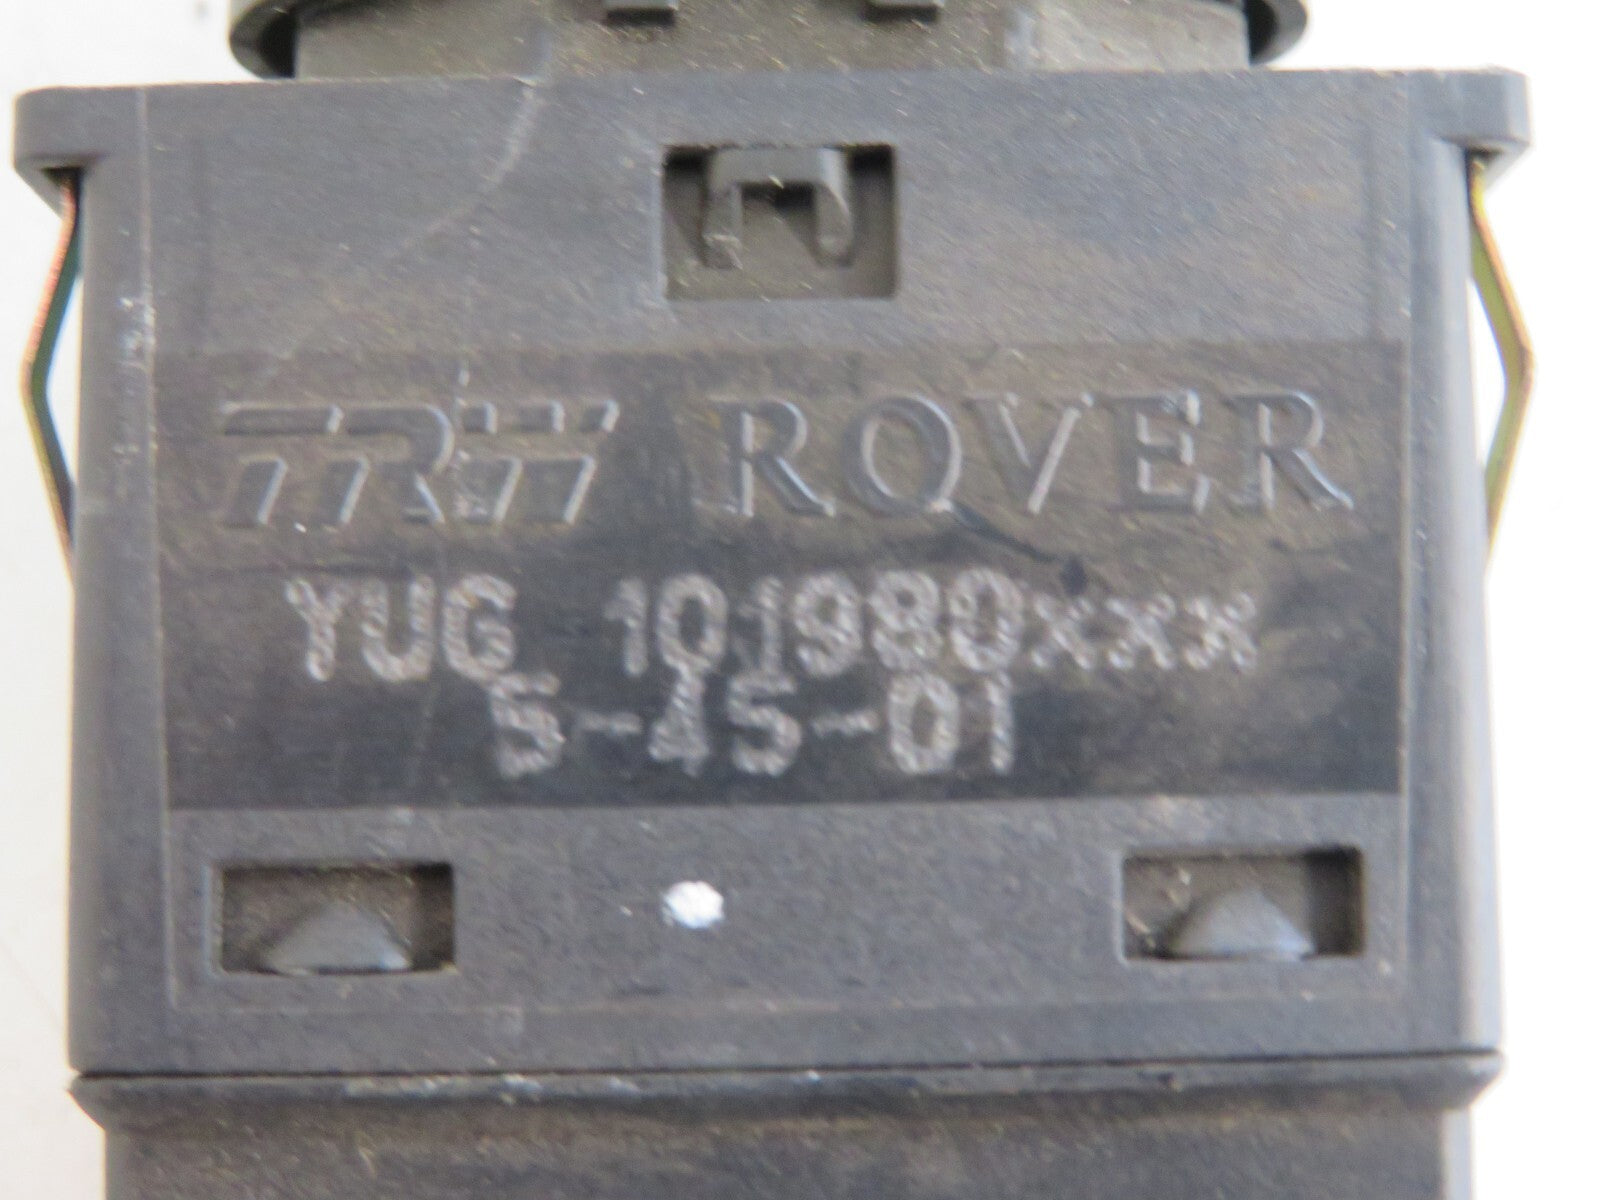 TRW ROVER
YUG 101980xxx
5-45-01